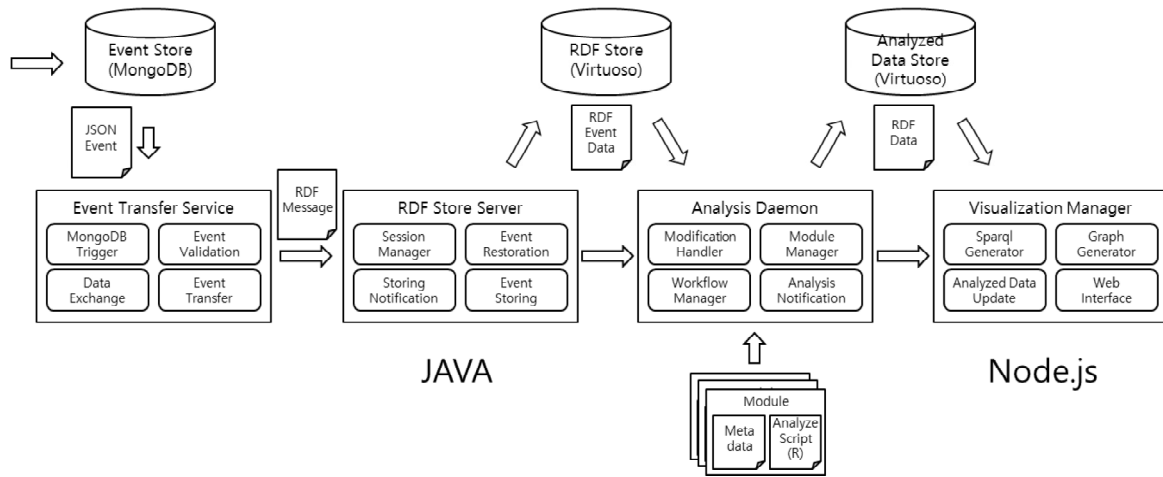 Event Store
(MongoDB)
RDF Store
(Virtuoso)
Analyzed
Data Store
(Virtuoso)
JSON
Event
RDF
Event
Data
RDF
Data
RDF
Message
Event Transfer Service
MongoDB
Trigger
Event
Validation
Data
Exchange
Event
Transfer
RDF Store Server
Session
Manager
Event
Restoration
Storing
Notification
Event
Storing
Analysis Daemon
Modification
Handler
Module
Manager
Workflow
Manager
Analysis
Notification
Visualization Manager
Sparql
Generator
Graph
Generator
Analyzed Data
Update
Web
Interface
JAVA
Node.js
Module
Meta
data
Analyze
Script
(R)